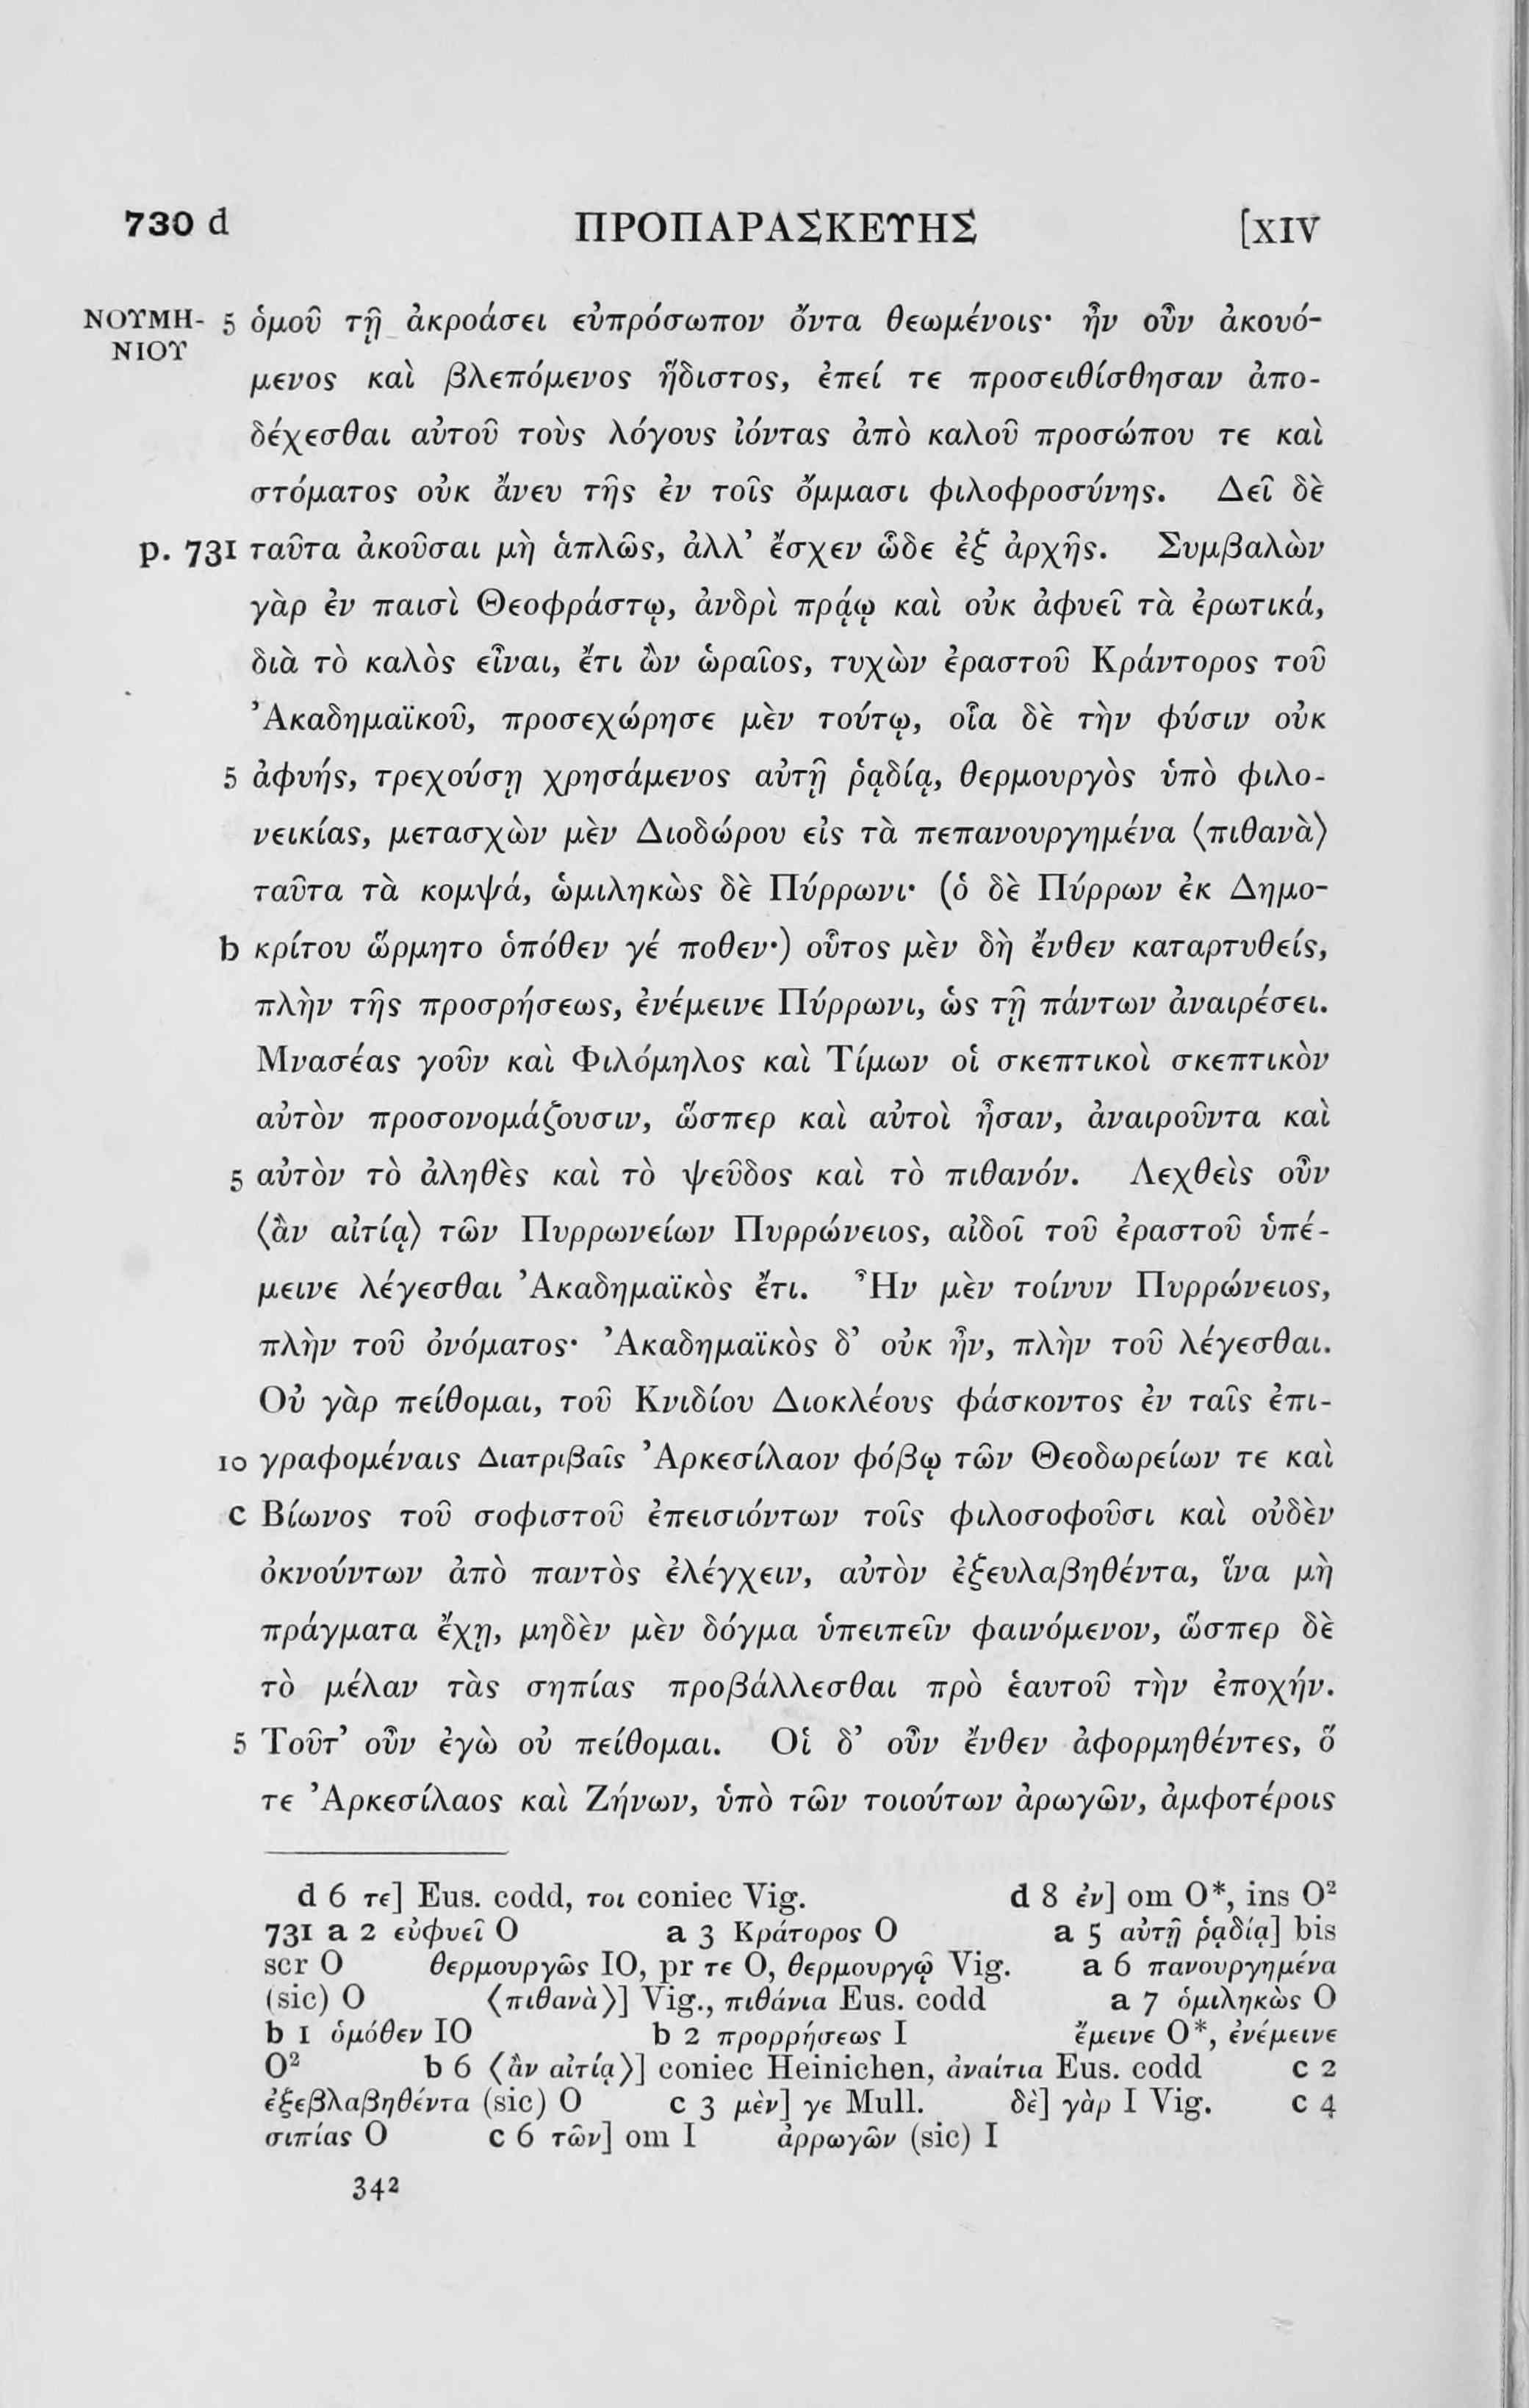 730 d ΠΡΟΠΑΡΑΣΚΕΥΗΣ [XIV
ΝΟΥΜΗ- 5 ὁμοῦ τῇ ἀκροάσει εὐπρόσωπον ὄντα θεωμένοις· ἦν οὖν ἀκουό-
ΝΙΟΥ
μενος καὶ βλεπόμενος ἥδιστος, ἐπεί τε προσειθίσθησαν ἀπο-
δέχεσθαι αὐτοῦ τοὺς λόγους ἰόντας ἀπὸ καλοῦ προσώπου τε καὶ
στόματος οὐκ ἄνευ τῆς ἐν τοῖς ὄμμασι φιλοφροσύνης. Δεῖ δὲ
p. 731 ταῦτα ἀκοῦσαι μὴ ἁπλῶς, ἀλλ’ ἔσχεν ὧδε ἐξ ἀρχῆς. Συμβαλὼν
γὰρ ἐν παισὶ Θεοφράστῳ, ἀνδρὶ πρᾴῳ καὶ οὐκ ἀφυεῖ τὰ ἐρωτικά,
διὰ τὸ καλὸς εἶναι, ἔτι ὢν ὡραῖος, τυχὼν ἐραστοῦ Κράντορος τοῦ
Ἀκαδημαϊκοῦ, προσεχώρησε μὲν τούτῳ, οἷα δὲ τὴν φύσιν οὐκ
5 ἀφυής, τρεχούσῃ χρησάμενος αὐτῇ ῥᾳδίᾳ, θερμουργὸς ὑπὸ φιλο-
νεικίας, μετασχὼν μὲν Διοδώρου εἰς τὰ πεπανουργημένα ⟨πιθανὰ⟩
ταῦτα τὰ κομψά, ὡμιληκὼς δὲ Πύρρωνι· (ὁ δὲ Πύρρων ἐκ Δημο-
b κρίτου ὥρμητο ὁπόθεν γέ ποθεν·) οὗτος μὲν δὴ ἔνθεν καταρτυθείς,
πλὴν τῆς προσρήσεως, ἐνέμεινε Πύρρωνι, ὡς τῇ πάντων ἀναιρέσει.
Μνασέας γοῦν καὶ Φιλόμηλος καὶ Τίμων οἱ σκεπτικοὶ σκεπτικὸν
αὐτὸν προσονομάζουσιν, ὥσπερ καὶ αὐτοὶ ἦσαν, ἀναιροῦντα καὶ
5 αὐτὸν τὸ ἀληθὲς καὶ τὸ ψεῦδος καὶ τὸ πιθανόν. Λεχθεὶς οὖν
⟨ἂν αἰτίᾳ⟩ τῶν Πυρρωνείων Πυρρώνειος, αἰδοῖ τοῦ ἐραστοῦ ὑπέ-
μεινε λέγεσθαι Ἀκαδημαϊκὸς ἔτι. Ἦν μὲν τοίνυν Πυρρώνειος,
πλὴν τοῦ ὀνόματος· Ἀκαδημαϊκὸς δ’ οὐκ ἦν, πλὴν τοῦ λέγεσθαι.
Οὐ γὰρ πείθομαι, τοῦ Κνιδίου Διοκλέους φάσκοντος ἐν ταῖς ἐπι-
10 γραφομέναις Διατριβαῖς Ἀρκεσίλαον φόβῳ τῶν Θεοδωρείων τε καὶ
c Βίωνος τοῦ σοφιστοῦ ἐπεισιόντων τοῖς φιλοσοφοῦσι καὶ οὐδὲν
ὀκνούντων ἀπὸ παντὸς ἐλέγχειν, αὐτὸν ἐξευλαβηθέντα, ἵνα μὴ
πράγματα ἔχῃ, μηδὲν μὲν δόγμα ὑπειπεῖν φαινόμενον, ὥσπερ δὲ
τὸ μέλαν τὰς σηπίας προβάλλεσθαι πρὸ ἑαυτοῦ τὴν ἐποχήν.
5 Τοῦτ’ οὖν ἐγὼ οὐ πείθομαι. Οἱ δ’ οὖν ἔνθεν ἀφορμηθέντες, ὅ
τε Ἀρκεσίλαος καὶ Ζήνων, ὑπὸ τῶν τοιούτων ἀρωγῶν, ἀμφοτέροις
d 6 τε] Eus. codd, τοι coniec Vig. d 8 ἐν] om O*, ins O²
731 a 2 εὐφυεῖ O a 3 Κράτορος O a 5 αὐτῇ ῥᾳδίᾳ] bis
scr O θερμουργῶς IO, pr τε O, θερμουργῷ Vig. a 6 πανουργημένα
(sic) O ⟨πιθανὰ⟩] Vig., πιθάνια Eus. codd a 7 ὁμιληκὼς O
b 1 ὁμόθεν IO b 2 προρρήσεως I ἔμεινε O*, ἐνέμεινε
O² b 6 ⟨ἂν αἰτίᾳ⟩] coniec Heinichen, ἀναίτια Eus. codd c 2
ἐξεβλαβηθέντα (sic) O c 3 μὲν] γε Mull. δὲ] γὰρ I Vig. c 4
σιπίας O c 6 τῶν] om I ἀρρωγῶν (sic) I
342